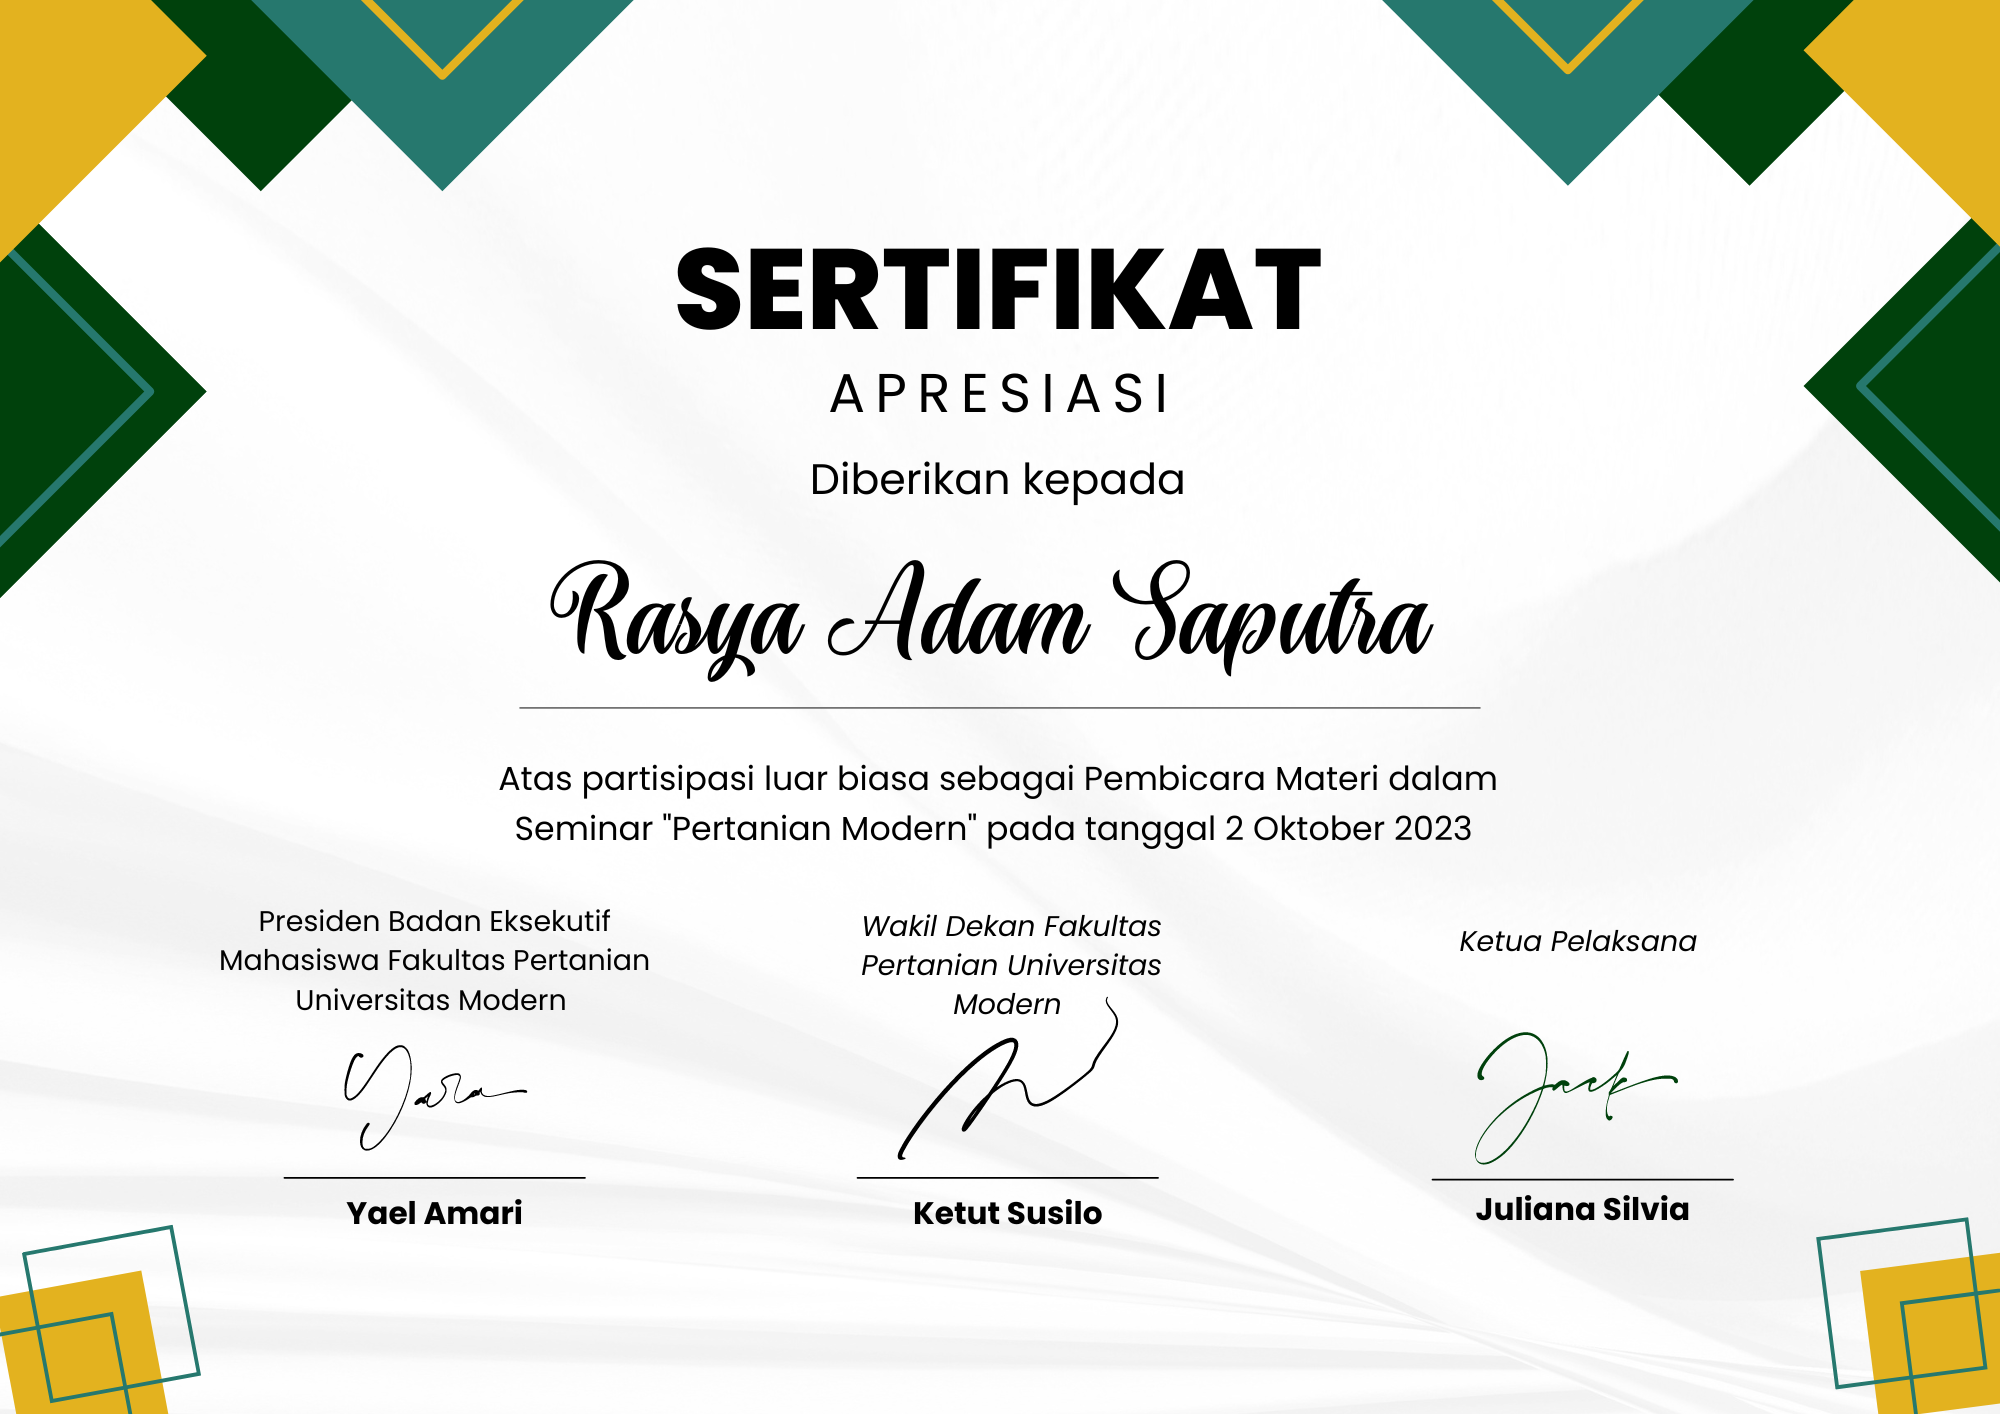 SERTIFIKAT
APRESIASI
Diberikan kepada
Rasya Adam Saputra
Atas partisipasi luar biasa sebagai Pembicara Materi dalam
Seminar "Pertanian Modern" pada tanggal 2 Oktober 2023
Presiden Badan Eksekutif
Mahasiswa Fakultas Pertanian
Universitas Modern
Yael Amari
Wakil Dekan Fakultas
Pertanian Universitas
Modern
Ketut Susilo
Ketua Pelaksana
Jack
Juliana Silvia